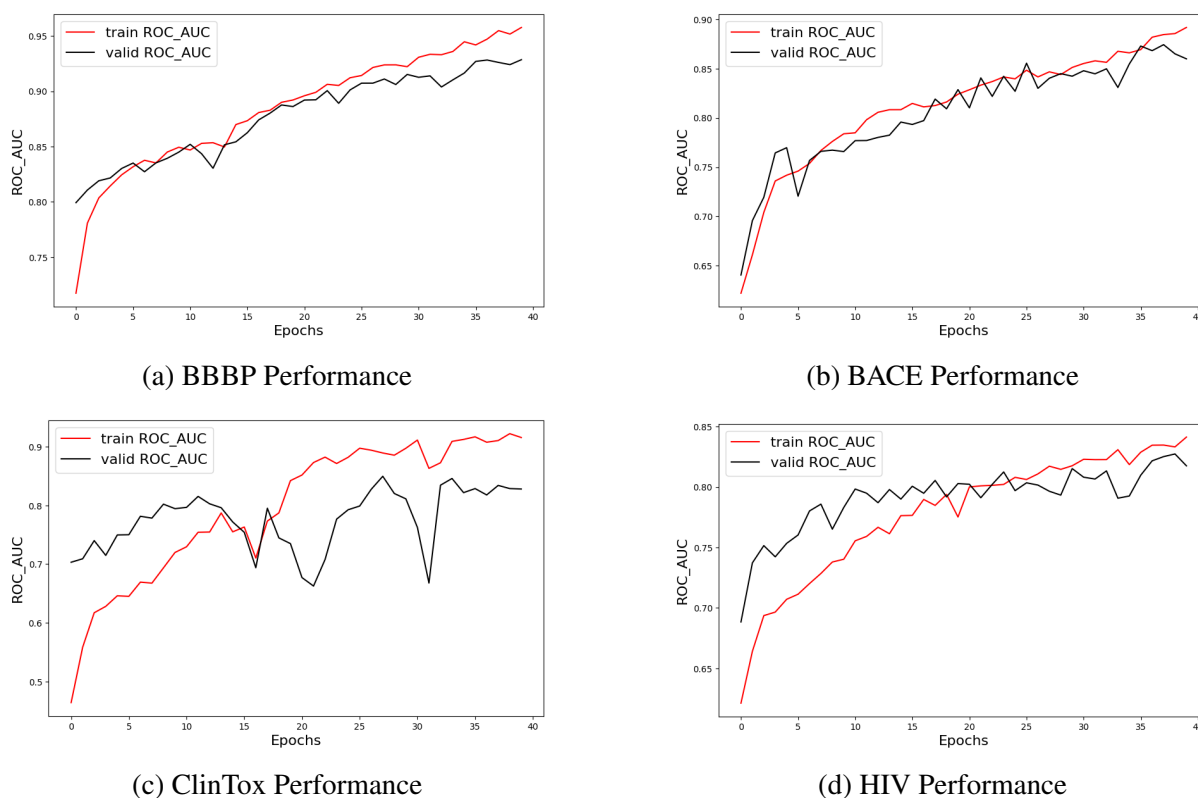 train ROC_AUC
valid ROC_AUC
ROC_AUC
0.95
0.90
0.85
0.80
0.75
0 5 10 15 20 25 30 35 40
Epochs
(a) BBBP Performance
train ROC_AUC
valid ROC_AUC
ROC_AUC
0.90
0.85
0.80
0.75
0.70
0.65
0 5 10 15 20 25 30 35 40
Epochs
(b) BACE Performance
train ROC_AUC
valid ROC_AUC
ROC_AUC
0.9
0.8
0.7
0.6
0.5
0 5 10 15 20 25 30 35 40
Epochs
(c) ClinTox Performance
train ROC_AUC
valid ROC_AUC
ROC_AUC
0.85
0.80
0.75
0.70
0.65
0 5 10 15 20 25 30 35 40
Epochs
(d) HIV Performance